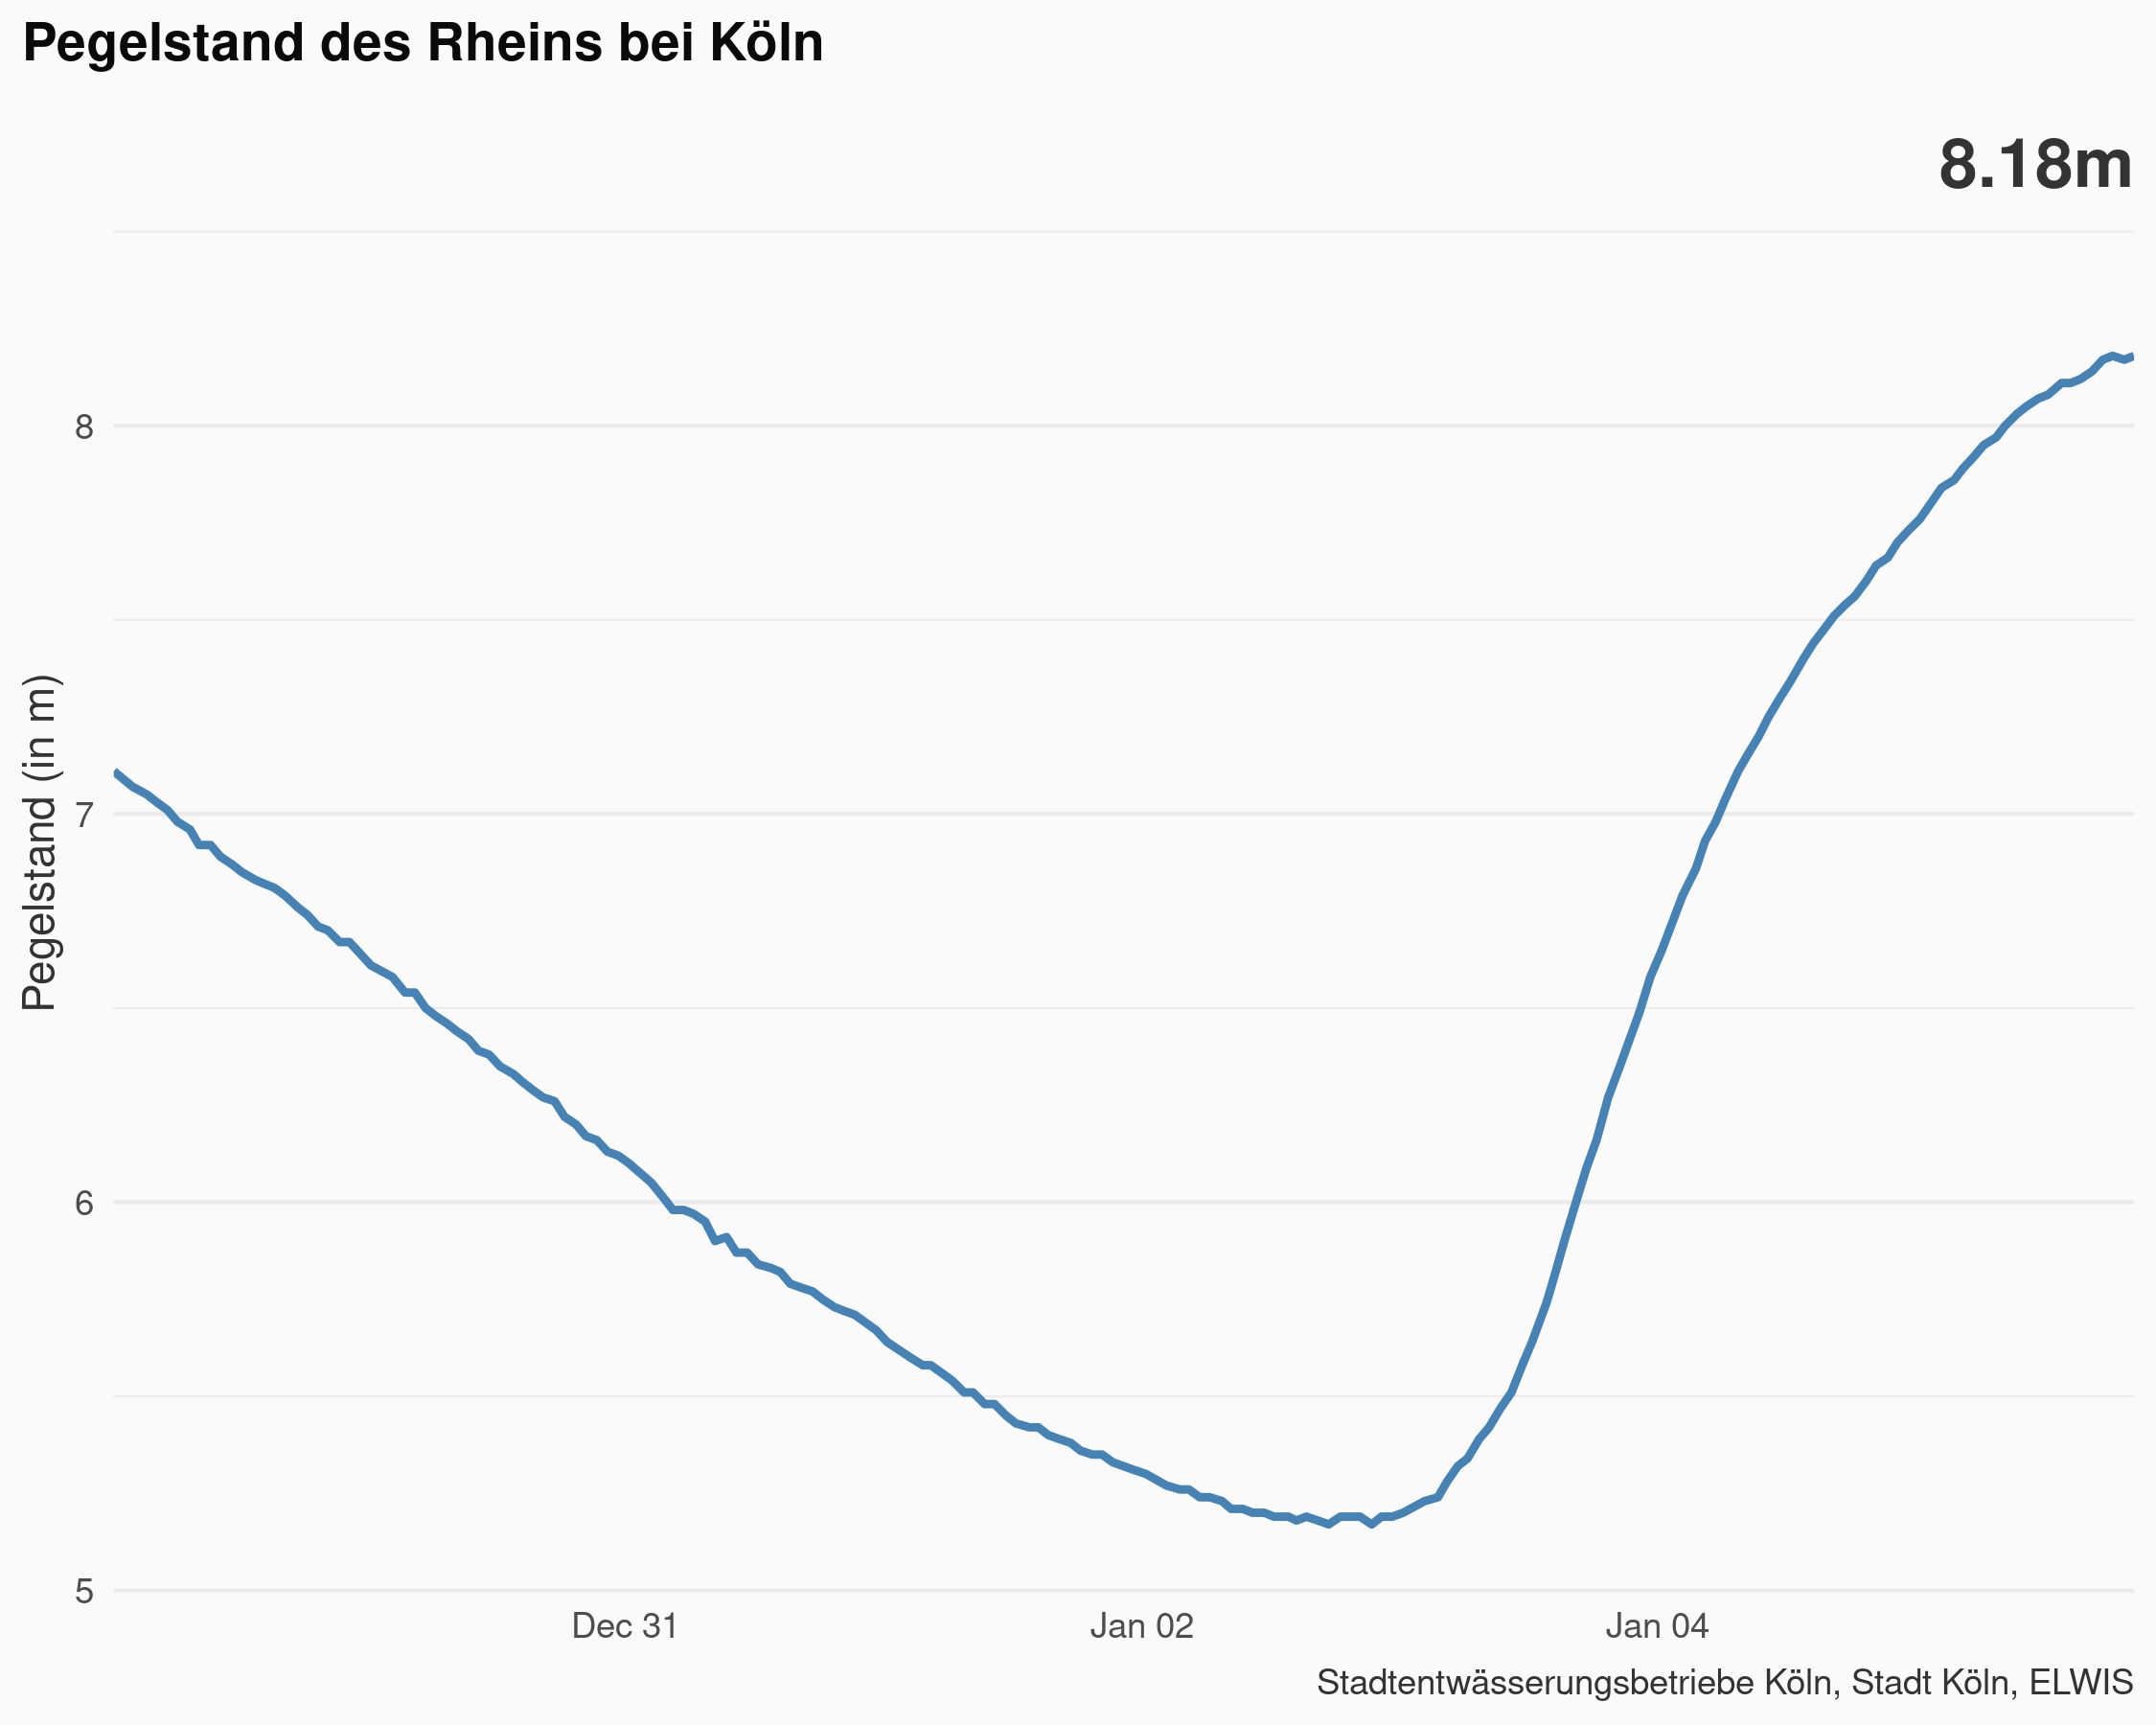 Pegelstand des Rheins bei Köln
8.18m
Pegelstand (in m)
8
7
6
5
Dec 31
Jan 02
Jan 04
Stadtentwässerungsbetriebe Köln, Stadt Köln, ELWIS